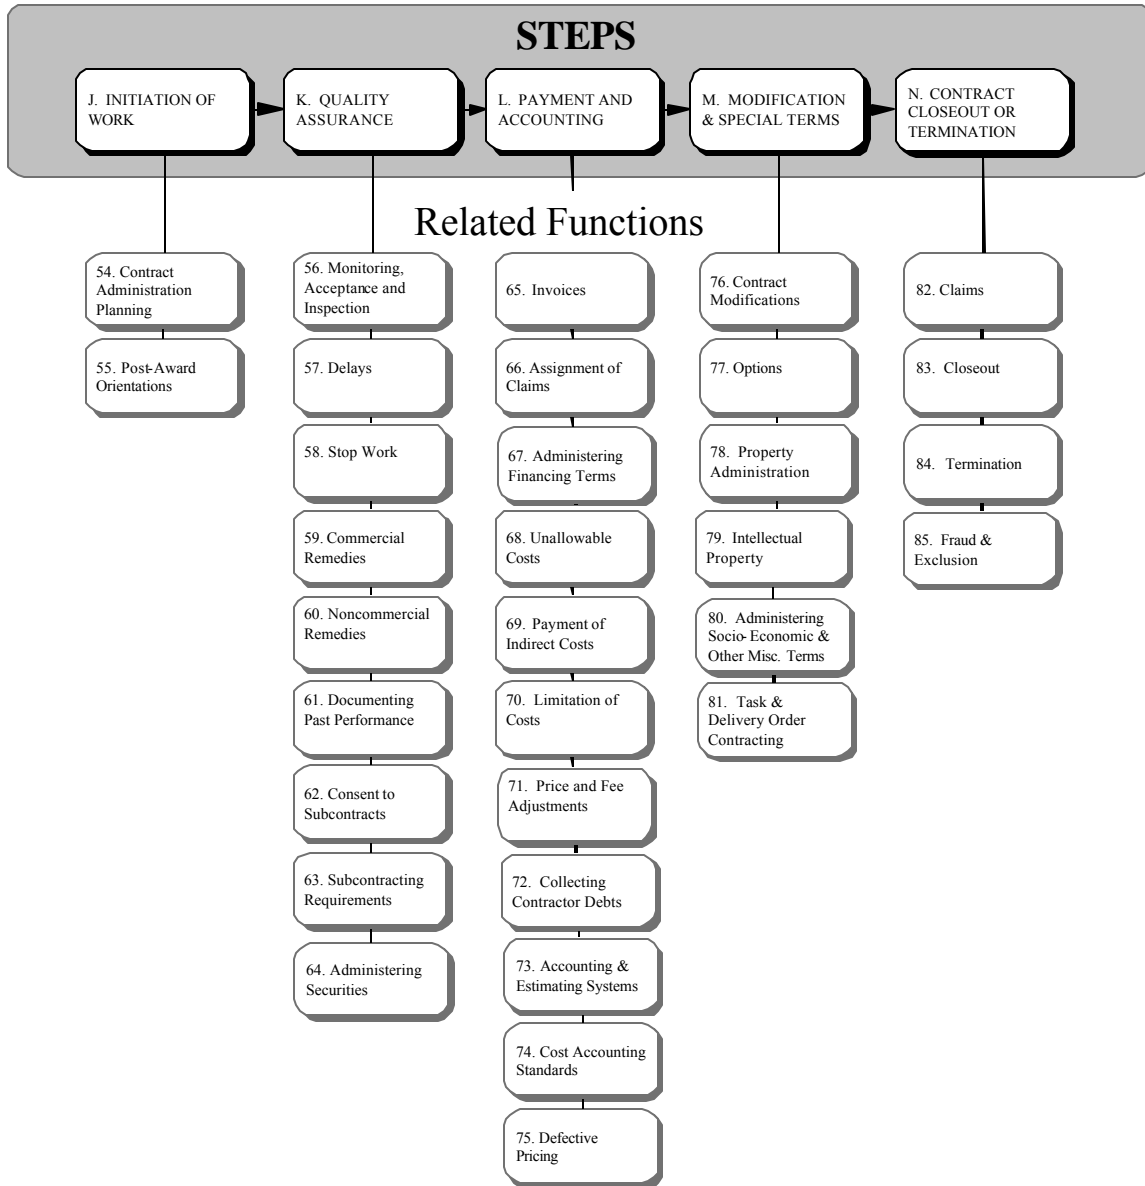 STEPS
J. INITIATION OF
WORK
K. QUALITY
ASSURANCE
L. PAYMENT AND
ACCOUNTING
M. MODIFICATION
& SPECIAL TERMS
N. CONTRACT
CLOSEOUT OR
TERMINATION
Related Functions
54. Contract
Administration
Planning
55. Post-Award
Orientations
56. Monitoring,
Acceptance and
Inspection
57. Delays
58. Stop Work
59. Commercial
Remedies
60. Noncommercial
Remedies
61. Documenting
Past Performance
62. Consent to
Subcontracts
63. Subcontracting
Requirements
64. Administering
Securities
65. Invoices
66. Assignment of
Claims
67. Administering
Financing Terms
68. Unallowable
Costs
69. Payment of
Indirect Costs
70. Limitation of
Costs
71. Price and Fee
Adjustments
72. Collecting
Contractor Debts
73. Accounting &
Estimating Systems
74. Cost Accounting
Standards
75. Defective
Pricing
76. Contract
Modifications
77. Options
78. Property
Administration
79. Intellectual
Property
80. Administering
Socio-Economic &
Other Misc. Terms
81. Task &
Delivery Order
Contracting
82. Claims
83. Closeout
84. Termination
85. Fraud &
Exclusion